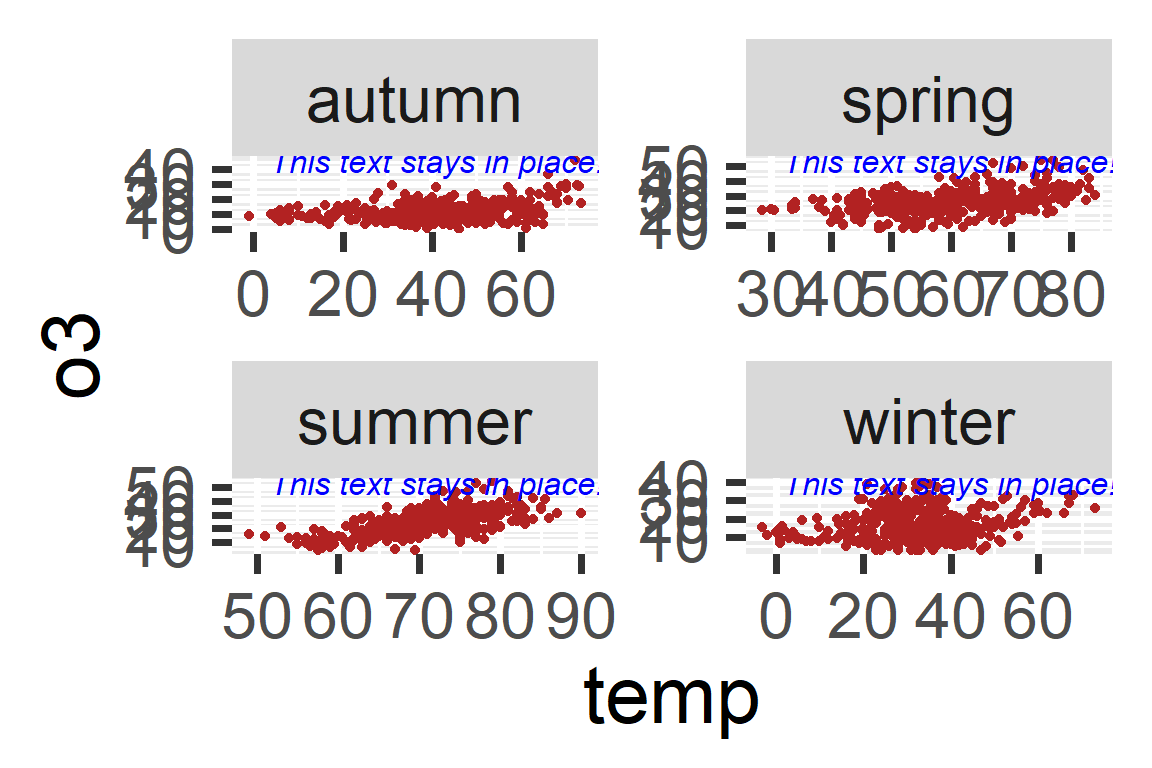 autumn
spring
This text stays in place!
This text stays in place!
0 20 40 60
30 40 50 60 70 80
o3
summer
winter
This text stays in place!
This text stays in place!
50 60 70 80 90
0 20 40 60
temp